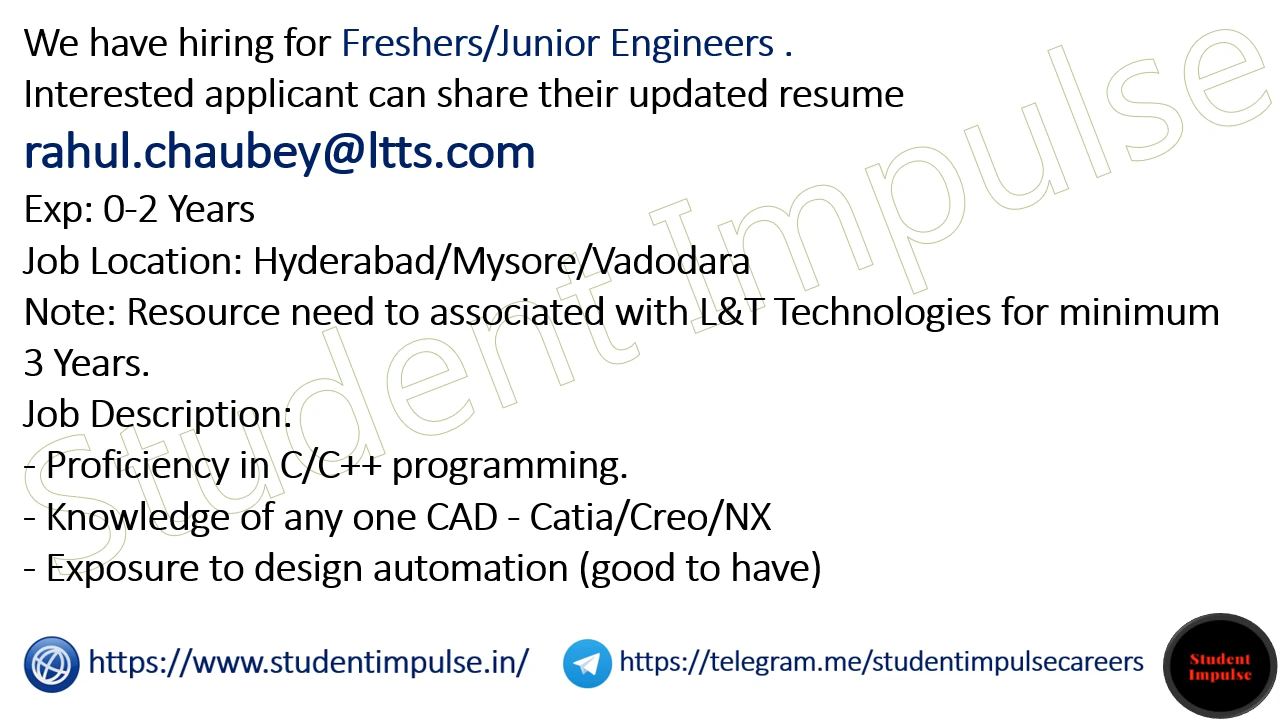 We have hiring for Freshers/Junior Engineers .
Interested applicant can share their updated resume
rahul.chaubey@ltts.com
Exp: 0-2 Years
Job Location: Hyderabad/Mysore/Vadodara
Note: Resource need to associated with L&T Technologies for minimum
3 Years.
Job Description:
- Proficiency in C/C++ programming.
- Knowledge of any one CAD - Catia/Creo/NX
- Exposure to design automation (good to have)
Student Impulse
https://www.studentimpulse.in/
https://telegram.me/studentimpulsecareers
Student
Impulse